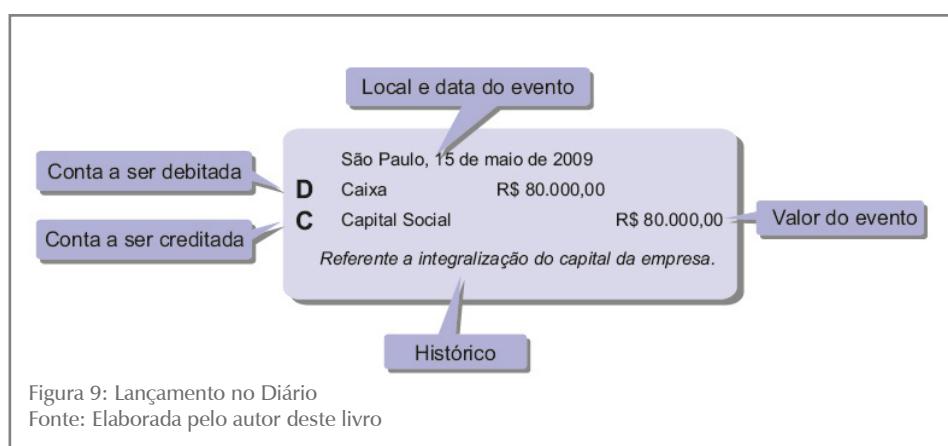 Local e data do evento
São Paulo, 15 de maio de 2009
Conta a ser debitada
D Caixa R$ 80.000,00
C Capital Social R$ 80.000,00
Valor do evento
Conta a ser creditada
Referente a integralização do capital da empresa.
Histórico
Figura 9: Lançamento no Diário
Fonte: Elaborada pelo autor deste livro